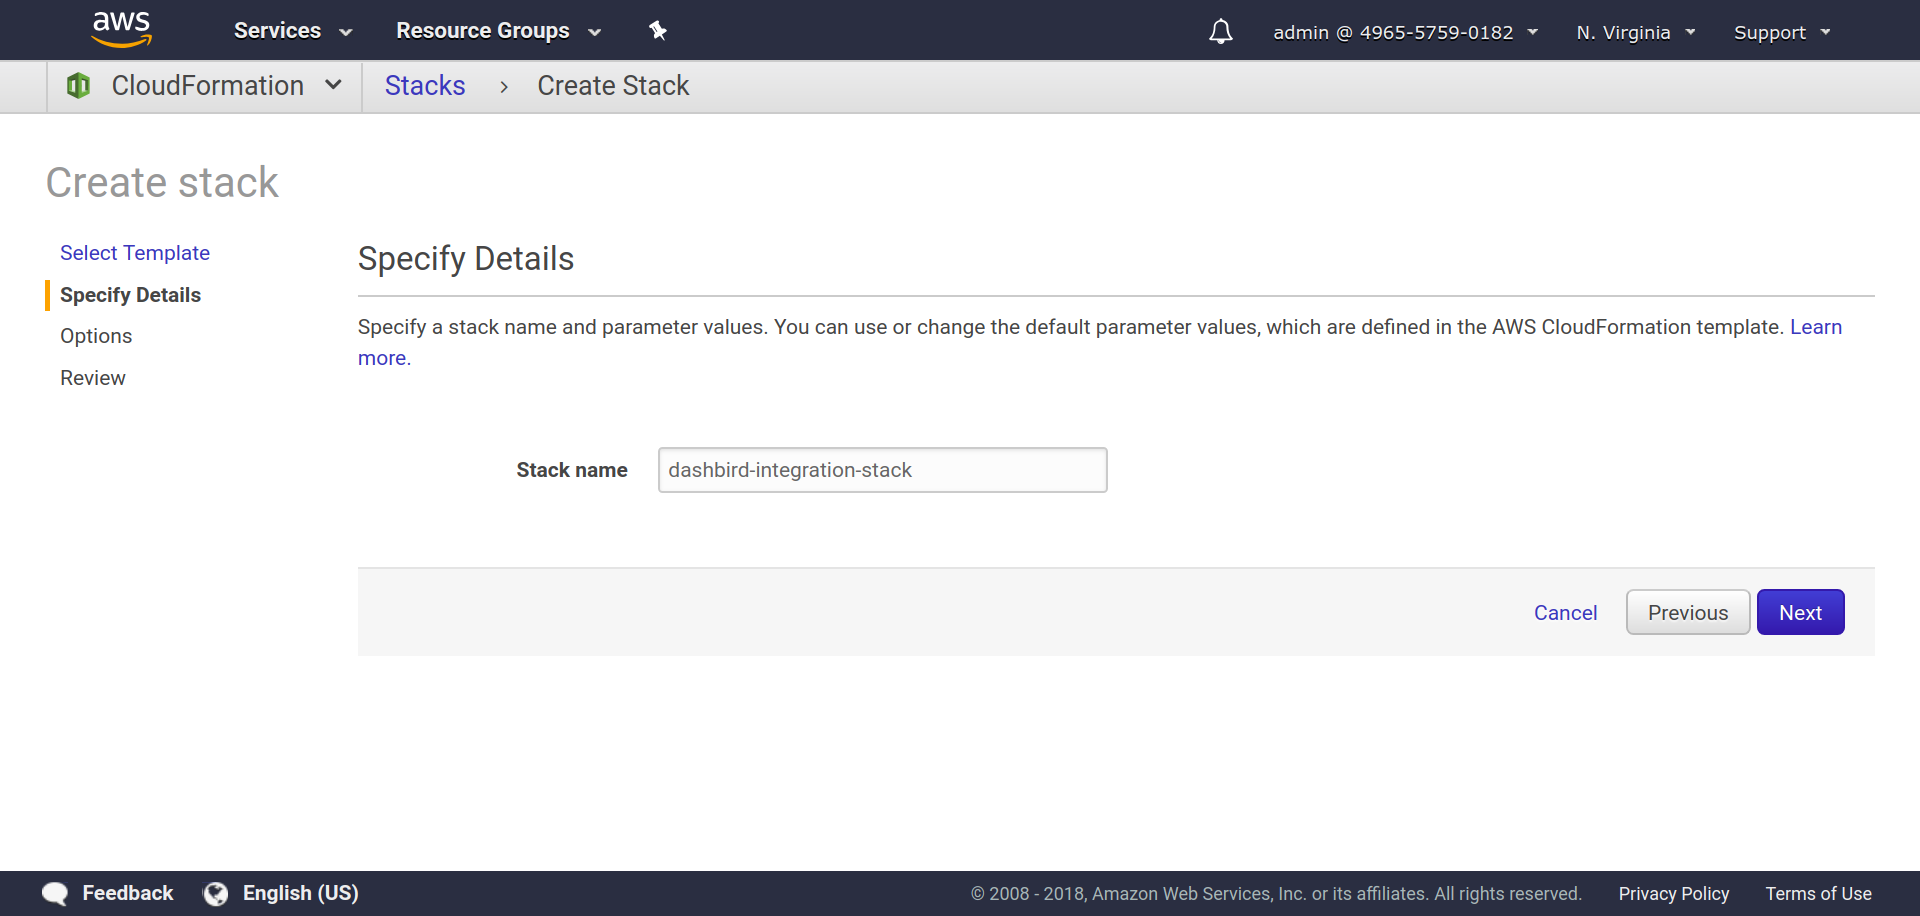 aws Services Resource Groups admin @ 4965-5759-0182 N. Virginia Support
CloudFormation Stacks › Create Stack
Create stack
Select Template
Specify Details
Options
Review
Specify Details
Specify a stack name and parameter values. You can use or change the default parameter values, which are defined in the AWS CloudFormation template. Learn
more.
Stack name dashbird-integration-stack
Cancel Previous Next
Feedback English (US) © 2008 - 2018, Amazon Web Services, Inc. or its affiliates. All rights reserved. Privacy Policy Terms of Use